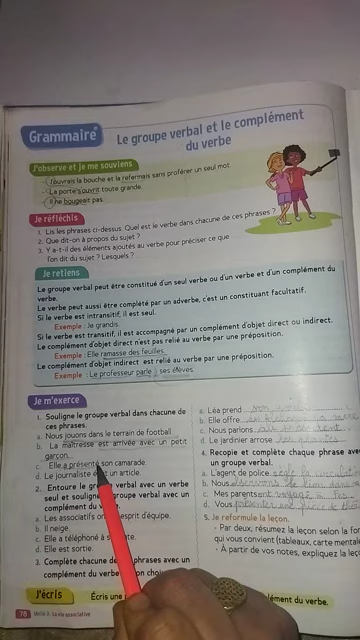 Grammaire
Le groupe verbal et le complément
du verbe
J'observe et je me souviens
- J'ouvrais la bouche et la refermais sans proférer un seul mot.
- La porte s'ouvrit toute grande.
- Il ne bougeait pas.
Je réfléchis
1. Lis les phrases ci-dessus. Quel est le verbe dans chacune de ces phrases ?
2. Que dit-on à propos du sujet ?
3. Y a-t-il des éléments ajoutés au verbe pour préciser ce que
l'on dit du sujet ? Lesquels ?
Je retiens
Le groupe verbal peut être constitué d'un seul verbe ou d'un verbe et d'un complément du
verbe.
Le verbe peut aussi être complété par un adverbe, c'est un constituant facultatif.
Si le verbe est intransitif, il est seul.
Exemple : Je grandis.
Si le verbe est transitif, il est accompagné par un complément d'objet direct ou indirect.
Le complément d'objet direct n'est pas relié au verbe par une préposition.
Exemple : Elle ramasse des feuilles.
Le complément d'objet indirect est relié au verbe par une préposition.
Exemple : Le professeur parle à ses élèves.
Je m'exerce
1. Souligne le groupe verbal dans chacune de
ces phrases.
a. Nous jouons dans le terrain de football.
b. La maîtresse est arrivée avec un petit
garçon.
c. Elle a présenté son camarade.
d. Le journaliste un article.
2. Entoure le verbal avec un verbe
seul et souligne groupe verbal avec un
complément du
a. Les associatifs ont esprit d'équipe.
b. Il neige.
c. Elle a téléphoné à
d. Elle est sortie.
3. Complète chacune phrases avec un
complément du verbe choix
a. Léa prend
b. Elle offre
c. Nous parlons
d. Le jardinier arrose
4. Recopie et complète chaque phrase avec
un groupe verbal.
a. L'agent de police
b. Nous
c. Mes parents
d. Vous
5. Je reformule la leçon.
- Par deux, résumez la leçon sous la for
qui vous convient (tableaux, carte mentale
- À partir de vos notes, expliquez la leç
J'écris
Écris une lément du verbe.
78 Unité 3. La vie associative